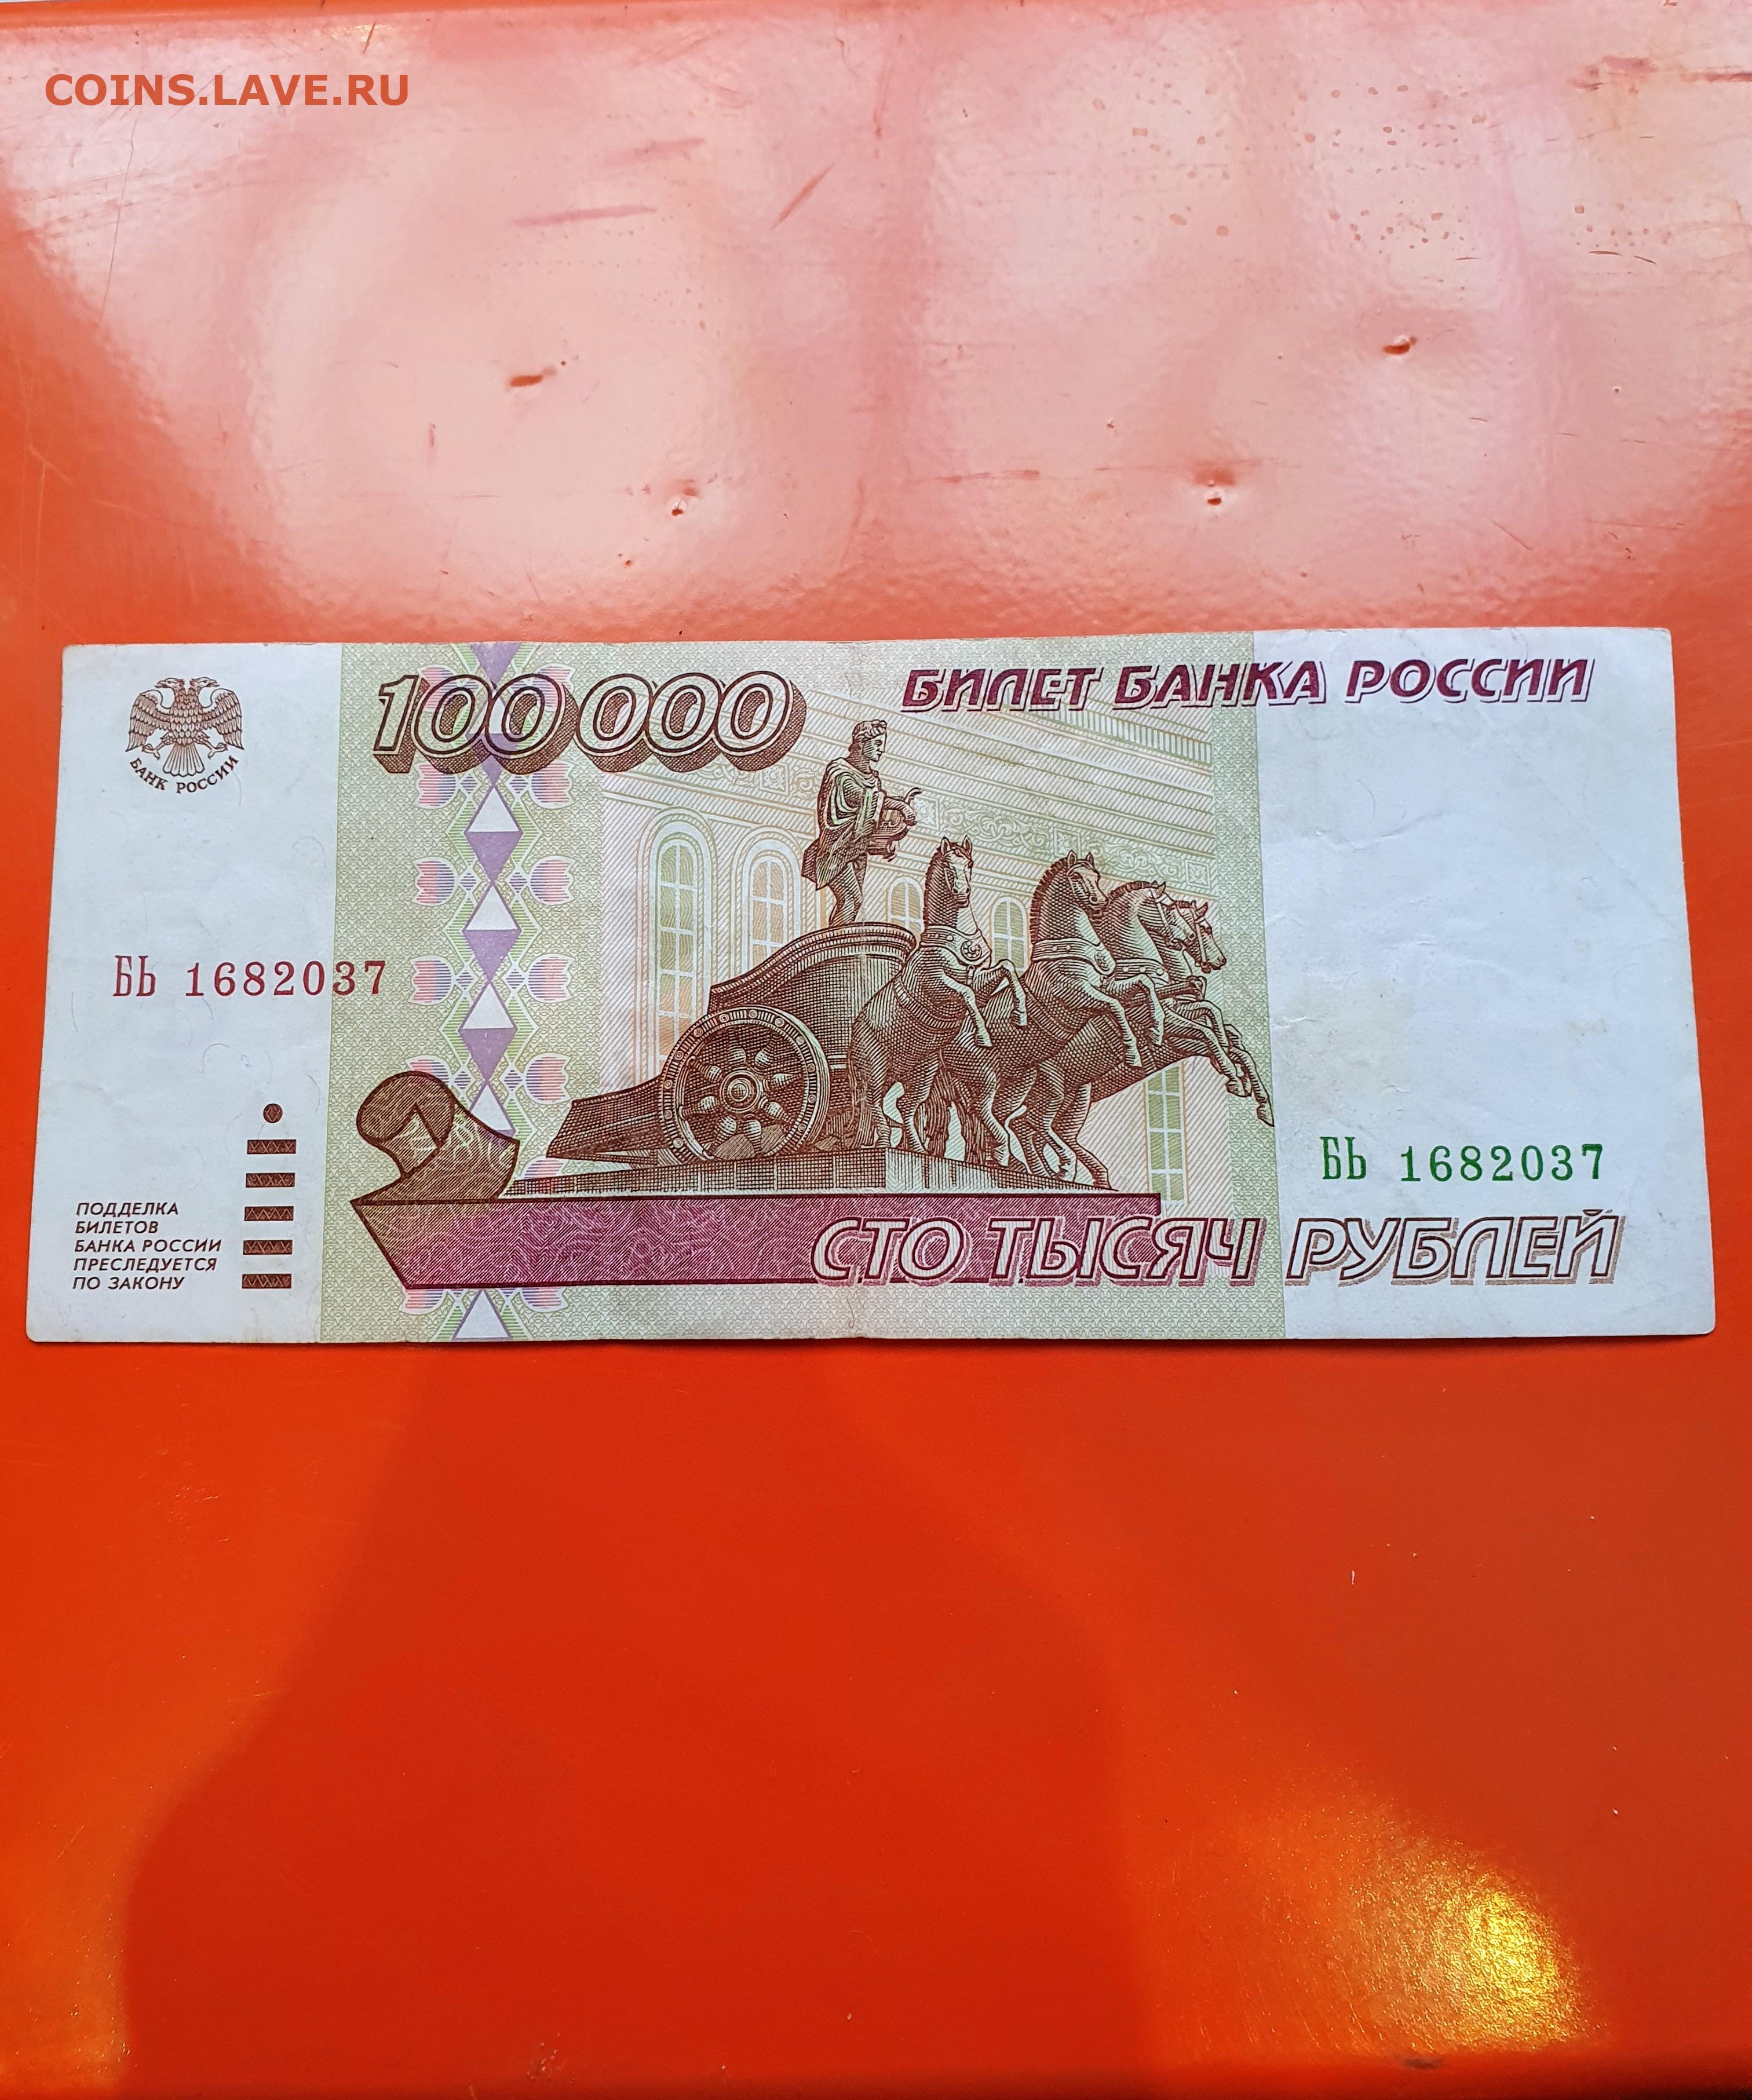 COINS.LAVE.RU
100 000
БИЛЕТ БАНКА РОССИИ
БАНК РОССИИ
БЬ 1682037
БЬ 1682037
ПОДДЕЛКА
БИЛЕТОВ
БАНКА РОССИИ
ПРЕСЛЕДУЕТСЯ
ПО ЗАКОНУ
СТО ТЫСЯЧ РУБЛЕЙ